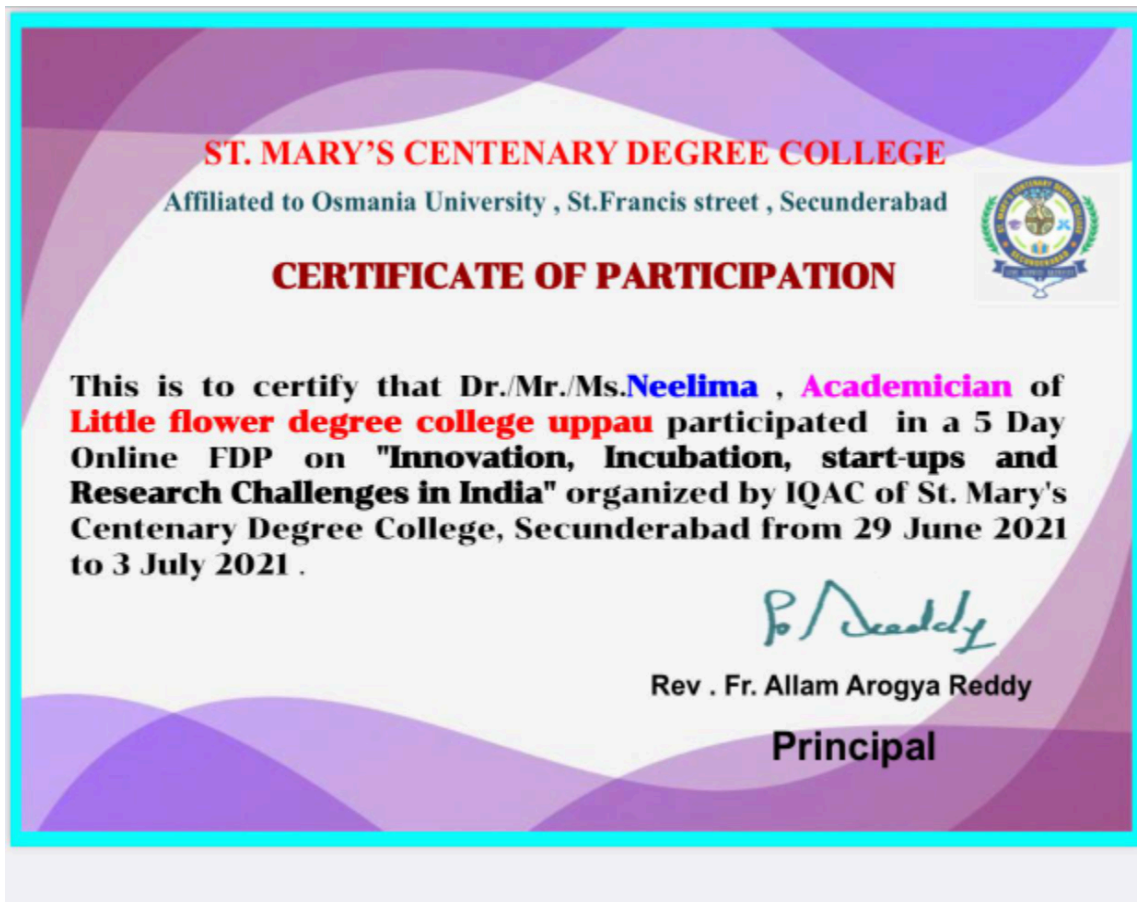 ST. MARY'S CENTENARY DEGREE COLLEGE
Affiliated to Osmania University , St.Francis street , Secunderabad
CERTIFICATE OF PARTICIPATION
This is to certify that Dr./Mr./Ms.Neelima , Academician of
Little flower degree college uppau participated in a 5 Day
Online FDP on "Innovation, Incubation, start-ups and
Research Challenges in India" organized by IQAC of St. Mary's
Centenary Degree College, Secunderabad from 29 June 2021
to 3 July 2021 .
Rev . Fr. Allam Arogya Reddy
Principal